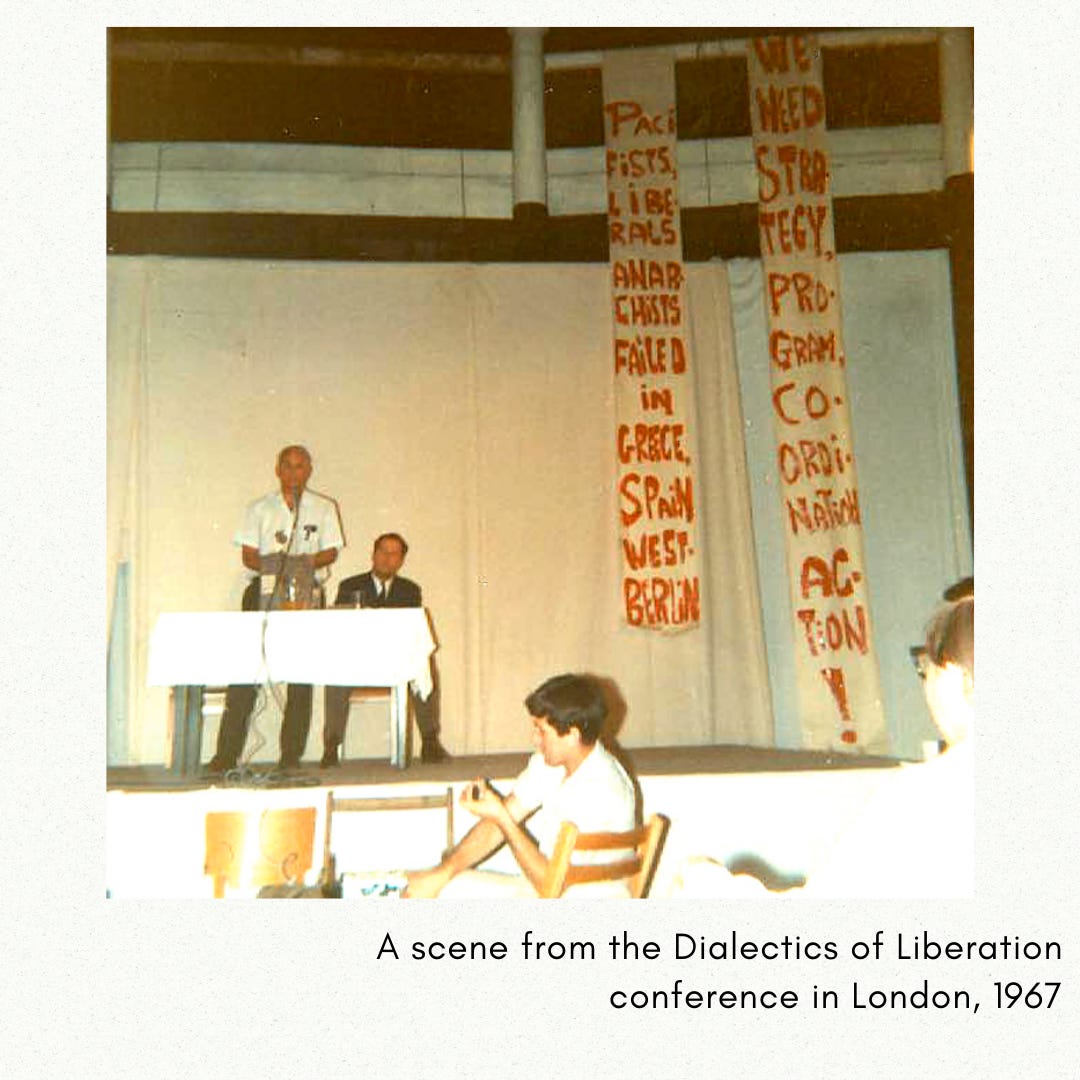 PACi
FiSTS,
LiBE-
RALS
ANAR-
CHiSTS
FAiLED
iN
GREECE,
SPAiN
WEST-
BERLiN
WE
NEED
STRA-
TEGY,
PRO-
GRAM,
CO-
ORDi-
NATiON
AC-
TiON
!
A scene from the Dialectics of Liberation
conference in London, 1967